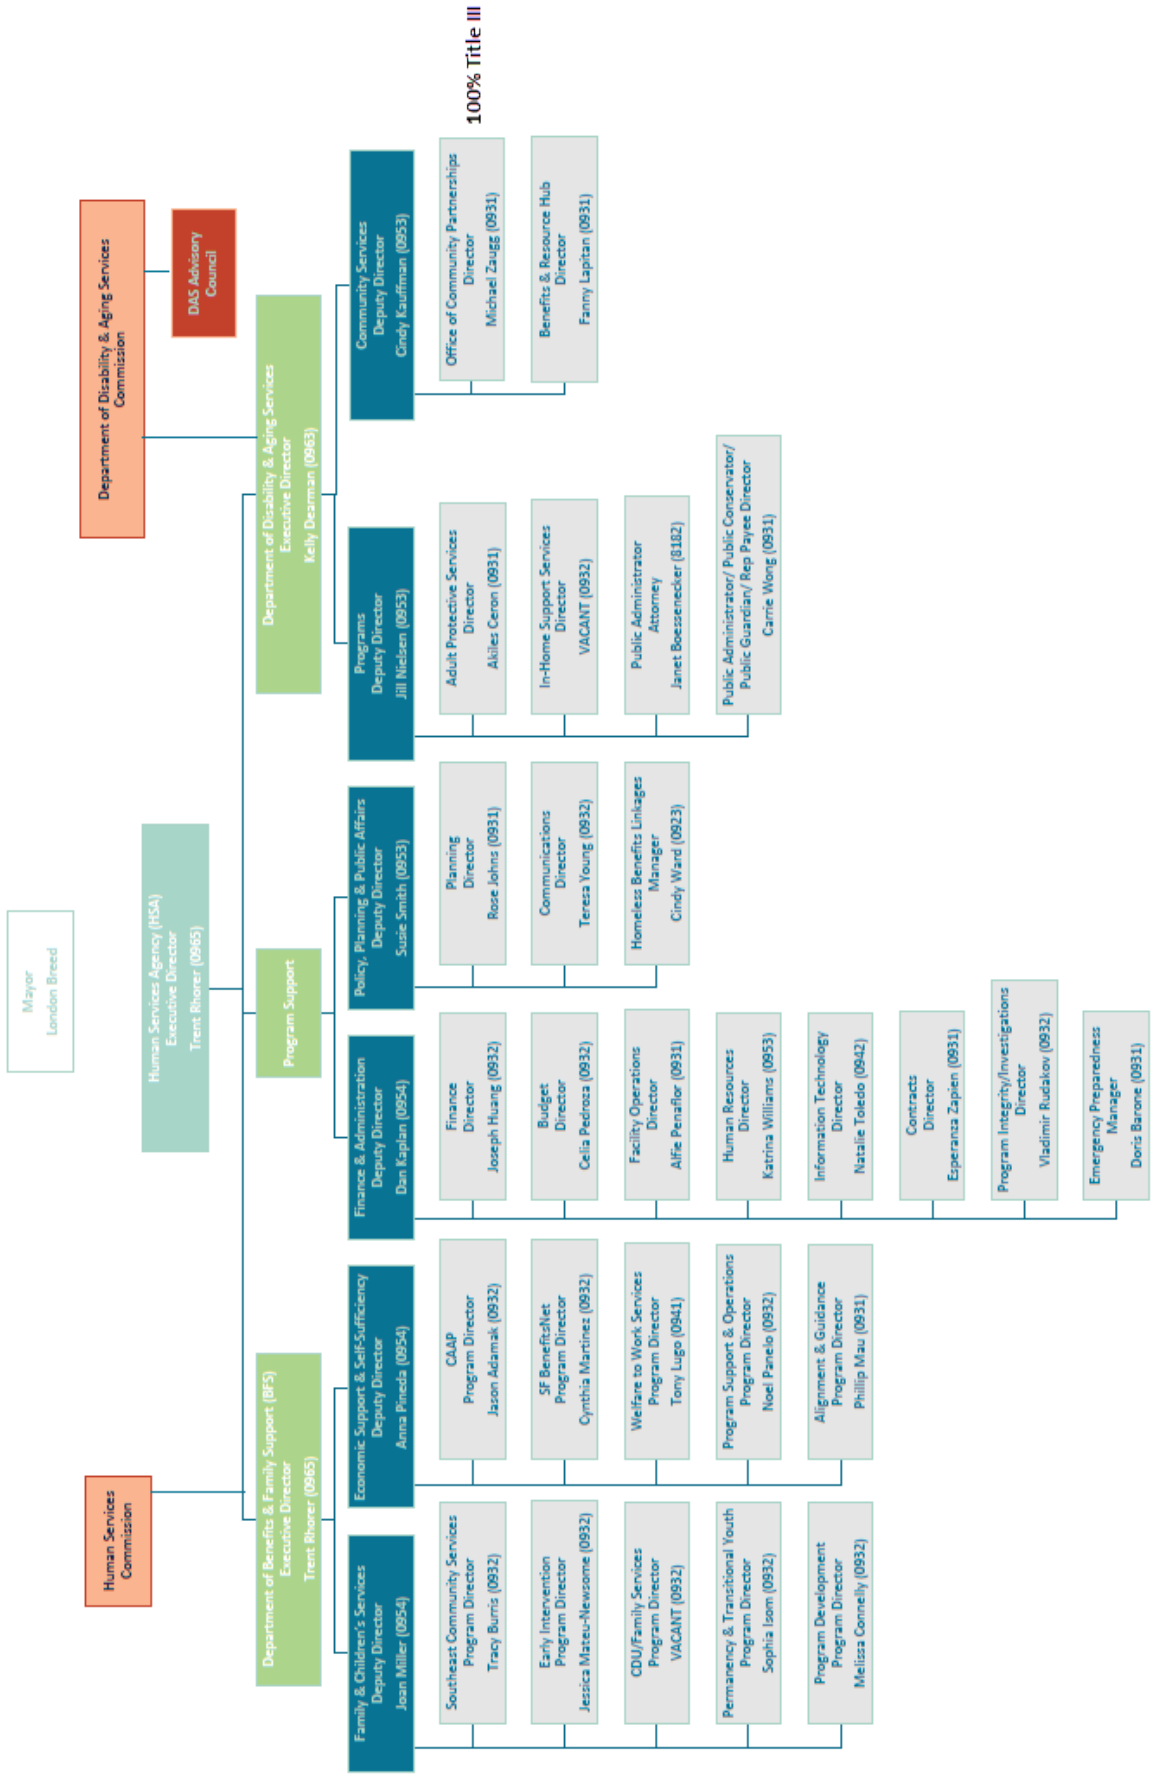 Mayor
London Breed
Human Services
Commission
Human Services Agency (HSA)
Executive Director
Trent Rhorer (0965)
Department of Disability & Aging Services
Commission
DAS Advisory
Council
Department of Benefits & Family Support (BFS)
Executive Director
Trent Rhorer (0965)
Program Support
Department of Disability & Aging Services
Executive Director
Kelly Dearman (0963)
Family & Children's Services
Deputy Director
Joan Miller (0954)
Economic Support & Self-Sufficiency
Deputy Director
Anna Pineda (0954)
Finance & Administration
Deputy Director
Dan Kaplan (0954)
Policy, Planning & Public Affairs
Deputy Director
Susie Smith (0953)
Programs
Deputy Director
Jill Nielsen (0953)
Community Services
Deputy Director
Cindy Kauffman (0953)
Southeast Community Services
Program Director
Tracy Burris (0932)
Early Intervention
Program Director
Jessica Mateu-Newsome (0932)
CDU/Family Services
Program Director
VACANT (0932)
Permanency & Transitional Youth
Program Director
Sophia Isom (0932)
Program Development
Program Director
Melissa Connelly (0932)
CAAP
Program Director
Jason Adamak (0932)
SF BenefitsNet
Program Director
Cynthia Martinez (0932)
Welfare to Work Services
Program Director
Tony Lugo (0941)
Program Support & Operations
Program Director
Noel Panelo (0932)
Alignment & Guidance
Program Director
Phillip Mau (0931)
Finance
Director
Joseph Huang (0932)
Budget
Director
Celia Pedroza (0932)
Facility Operations
Director
Alfie Penaflor (0931)
Human Resources
Director
Katrina Williams (0953)
Information Technology
Director
Natalie Toledo (0942)
Contracts
Director
Esperanza Zapien (0931)
Program Integrity/Investigations
Director
Vladimir Rudakov (0932)
Emergency Preparedness
Manager
Doris Barone (0931)
Planning
Director
Rose Johns (0931)
Communications
Director
Teresa Young (0932)
Homeless Benefits Linkages
Manager
Cindy Ward (0923)
Adult Protective Services
Director
Akiles Ceron (0931)
In-Home Support Services
Director
VACANT (0932)
Public Administrator
Attorney
Janet Boessenecker (8182)
Public Administrator/ Public Conservator/
Public Guardian/ Rep Payee Director
Carrie Wong (0931)
Office of Community Partnerships
Director
Michael Zaugg (0931)
Benefits & Resource Hub
Director
Fanny Lapitan (0931)
100% Title III